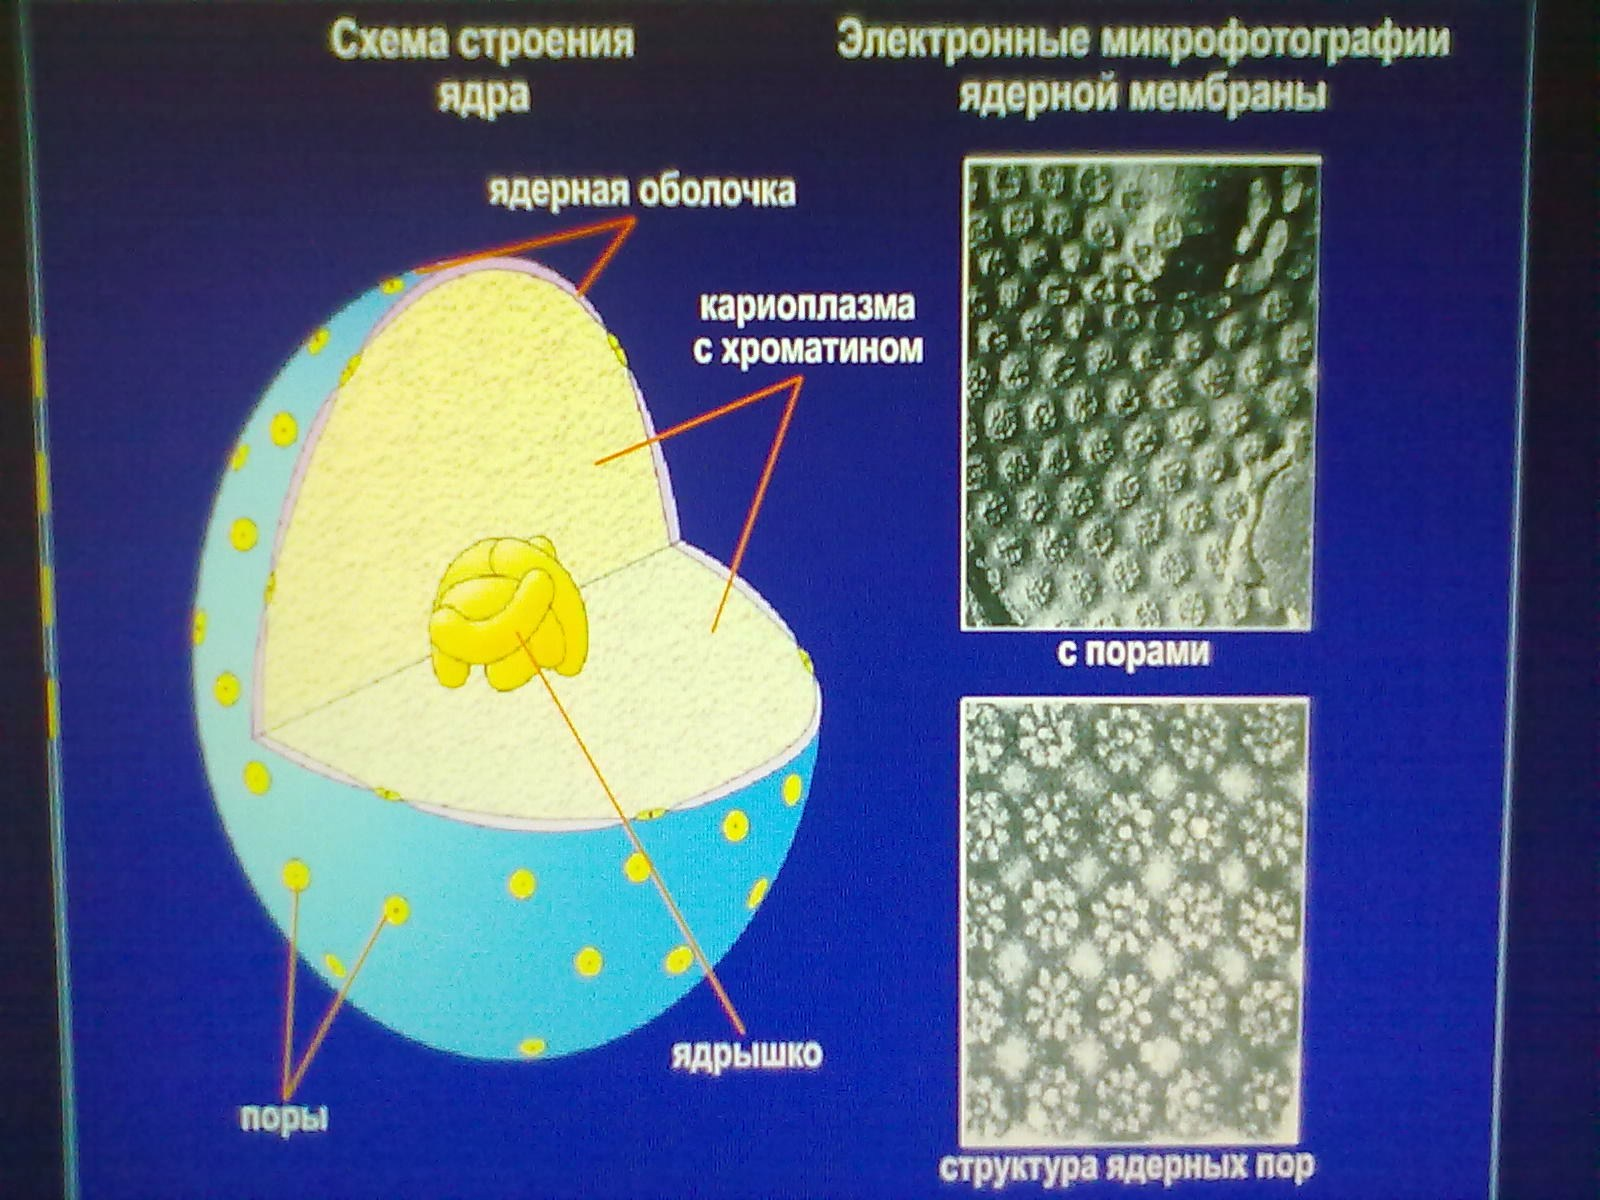 Схема строения
ядра
Электронные микрофотографии
ядерной мембраны
ядерная оболочка
кариоплазма
с хроматином
с порами
ядрышко
поры
структура ядерных пор